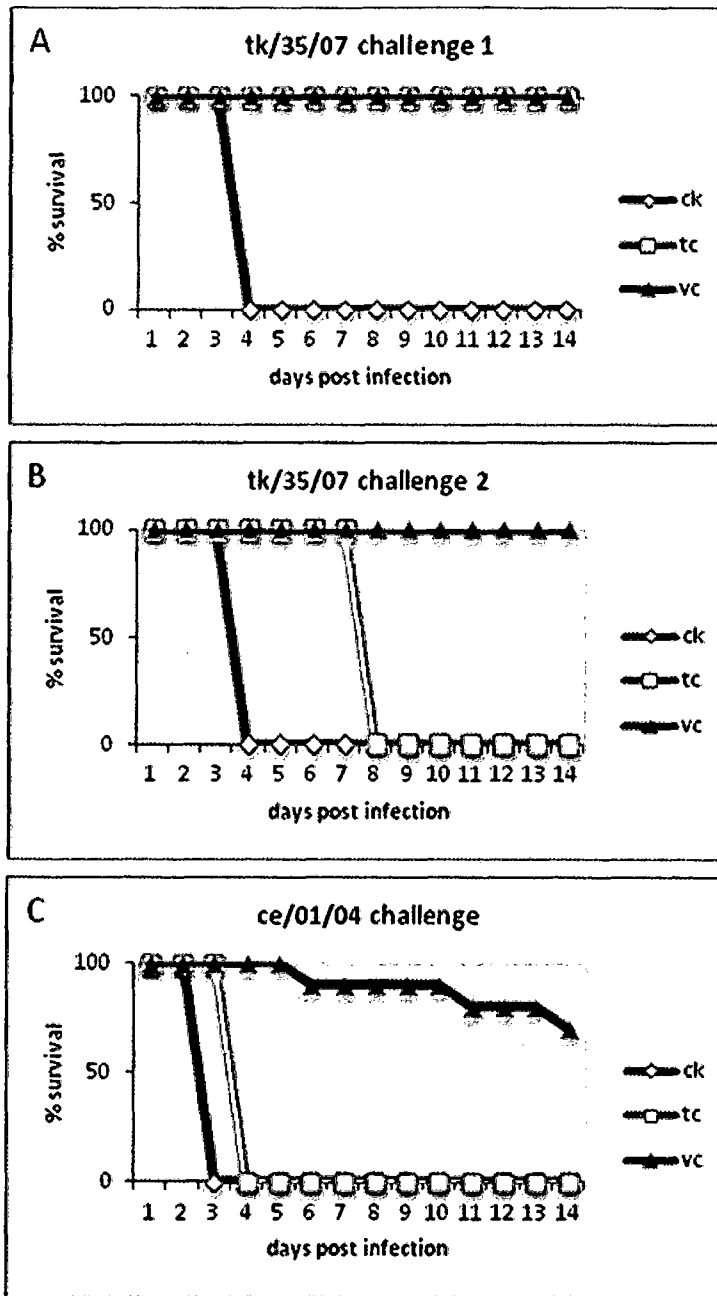 A
tk/35/07 challenge 1
100
50
0
% survival
1 2 3 4 5 6 7 8 9 10 11 12 13 14
days post infection
ck
tc
vc
B
tk/35/07 challenge 2
100
50
0
% survival
1 2 3 4 5 6 7 8 9 10 11 12 13 14
days post infection
ck
tc
vc
C
ce/01/04 challenge
100
50
0
% survival
1 2 3 4 5 6 7 8 9 10 11 12 13 14
days post infection
ck
tc
vc